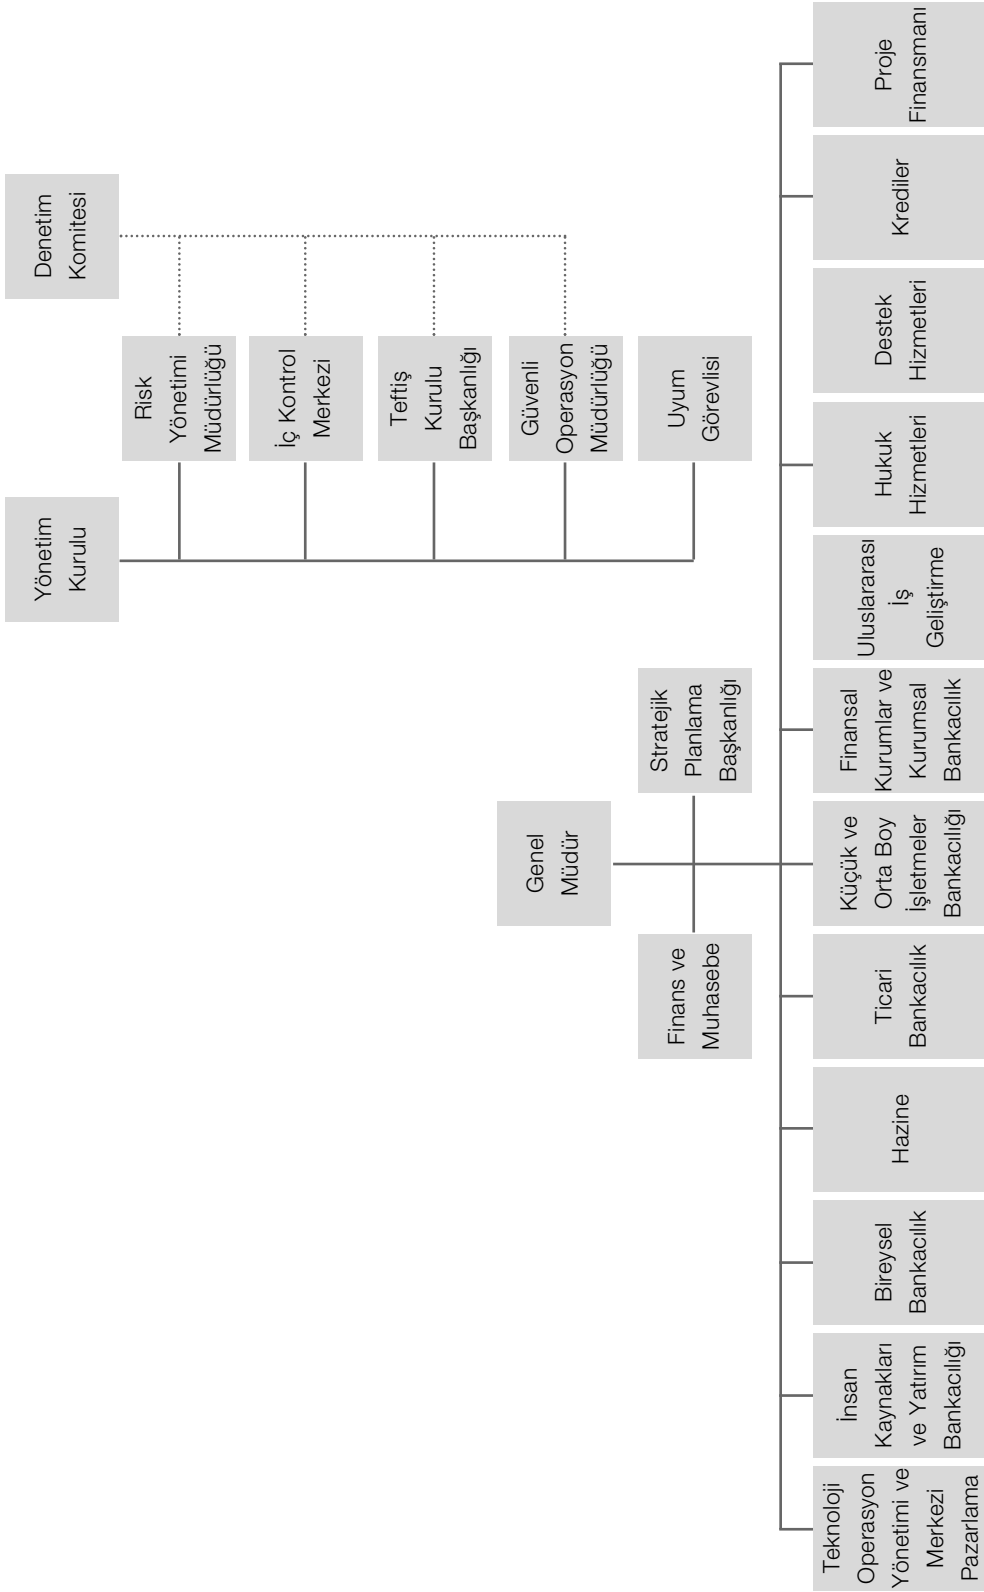 Yönetim
Kurulu
Denetim
Komitesi
Risk
Yönetimi
Müdürlüğü
İç Kontrol
Merkezi
Teftiş
Kurulu
Başkanlığı
Güvenli
Operasyon
Müdürlüğü
Uyum
Görevlisi
Genel
Müdür
Finans ve
Muhasebe
Stratejik
Planlama
Başkanlığı
Teknoloji
Operasyon
Yönetimi ve
Merkezi
Pazarlama
İnsan
Kaynakları
ve Yatırım
Bankacılığı
Bireysel
Bankacılık
Hazine
Ticari
Bankacılık
Küçük ve
Orta Boy
İşletmeler
Bankacılığı
Finansal
Kurumlar ve
Kurumsal
Bankacılık
Uluslararası
İş
Geliştirme
Hukuk
Hizmetleri
Destek
Hizmetleri
Krediler
Proje
Finansmanı